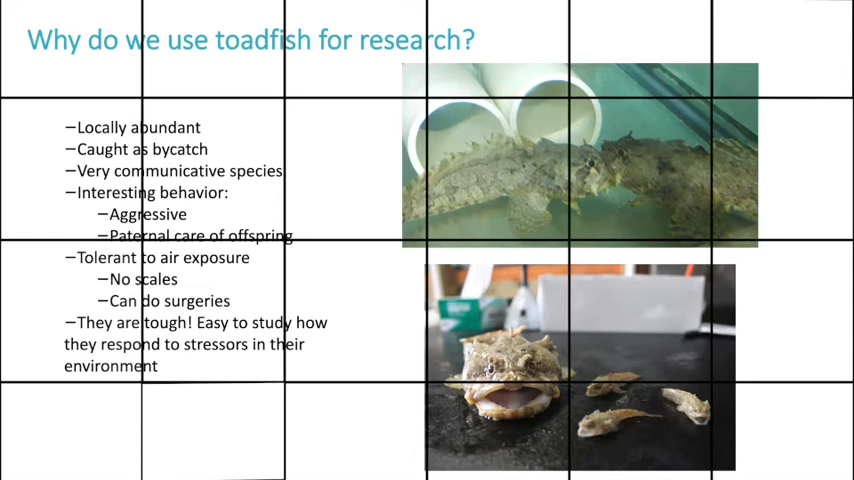 Why do we use toadfish for research?
–Locally abundant
–Caught as bycatch
–Very communicative species
–Interesting behavior:
–Aggressive
–Paternal care of offspring
–Tolerant to air exposure
–No scales
–Can do surgeries
–They are tough! Easy to study how
they respond to stressors in their
environment